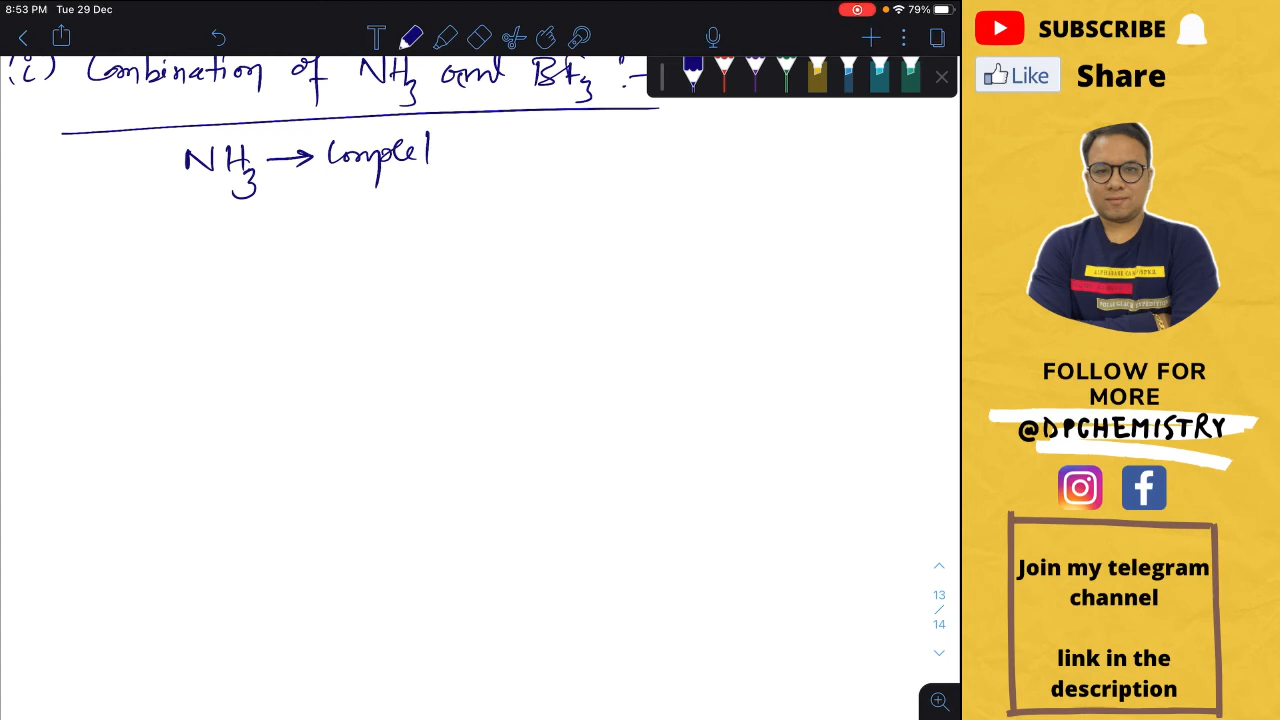 8:53 PM Tue 29 Dec
79%
(i) Combination of NH3 and BF3 :-
NH3 → Comple
13
/
14
SUBSCRIBE
Like
Share
FOLLOW FOR
MORE
@DPCHEMISTRY
Join my telegram
channel
link in the
description